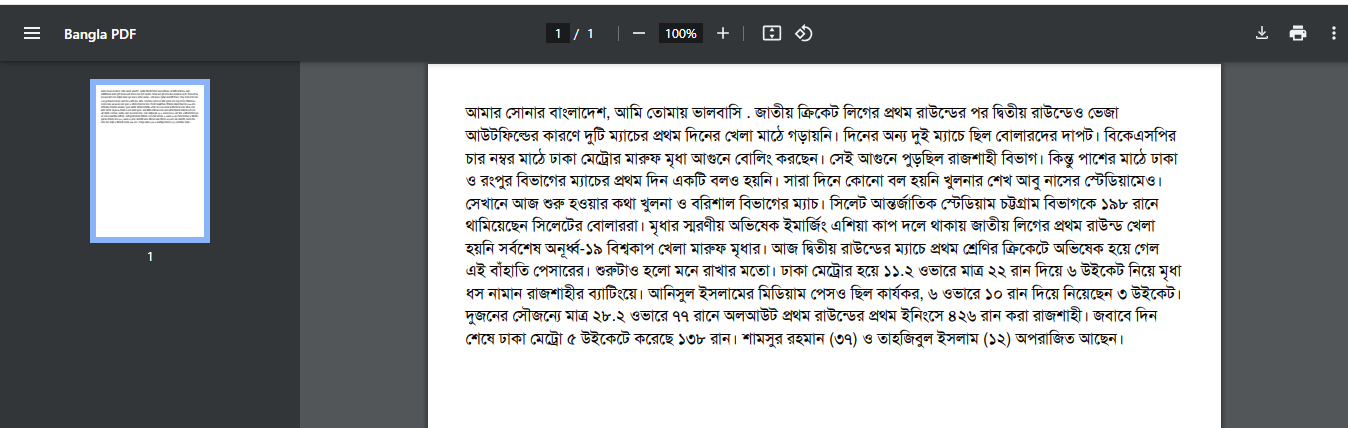 Bangla PDF
1 / 1
100%
1
আমার সোনার বাংলাদেশ, আমি তোমায় ভালবাসি . জাতীয় ক্রিকেট লিগের প্রথম রাউন্ডের পর দ্বিতীয় রাউন্ডেও ভেজা
আউটফিল্ডের কারণে দুটি ম্যাচের প্রথম দিনের খেলা মাঠে গড়ায়নি। দিনের অন্য দুই ম্যাচে ছিল বোলারদের দাপট। বিকেএসপির
চার নম্বর মাঠে ঢাকা মেট্রোর মারুফ মৃধা আগুনে বোলিং করছেন। সেই আগুনে পুড়ছিল রাজশাহী বিভাগ। কিন্তু পাশের মাঠে ঢাকা
ও রংপুর বিভাগের ম্যাচের প্রথম দিন একটি বলও হয়নি। সারা দিনে কোনো বল হয়নি খুলনার শেখ আবু নাসের স্টেডিয়ামেও।
সেখানে আজ শুরু হওয়ার কথা খুলনা ও বরিশাল বিভাগের ম্যাচ। সিলেট আন্তর্জাতিক স্টেডিয়াম চট্টগ্রাম বিভাগকে ১৯৮ রানে
থামিয়েছেন সিলেটের বোলাররা। মৃধার স্মরণীয় অভিষেক ইমার্জিং এশিয়া কাপ দলে থাকায় জাতীয় লিগের প্রথম রাউন্ড খেলা
হয়নি সর্বশেষ অনূর্ধ্ব-১৯ বিশ্বকাপ খেলা মারুফ মৃধার। আজ দ্বিতীয় রাউন্ডের ম্যাচে প্রথম শ্রেণির ক্রিকেটে অভিষেক হয়ে গেল
এই বাঁহাতি পেসারের। শুরুটাও হলো মনে রাখার মতো। ঢাকা মেট্রোর হয়ে ১১.২ ওভারে মাত্র ২২ রান দিয়ে ৬ উইকেট নিয়ে মৃধা
ধস নামান রাজশাহীর ব্যাটিংয়ে। আনিসুল ইসলামের মিডিয়াম পেসও ছিল কার্যকর, ৬ ওভারে ১০ রান দিয়ে নিয়েছেন ৩ উইকেট।
দুজনের সৌজন্যে মাত্র ২৮.২ ওভারে ৭৭ রানে অলআউট প্রথম রাউন্ডের প্রথম ইনিংসে ৪২৬ রান করা রাজশাহী। জবাবে দিন
শেষে ঢাকা মেট্রো ৫ উইকেটে করেছে ১৩৮ রান। শামসুর রহমান (৩৭) ও তাহজিবুল ইসলাম (১২) অপরাজিত আছেন।